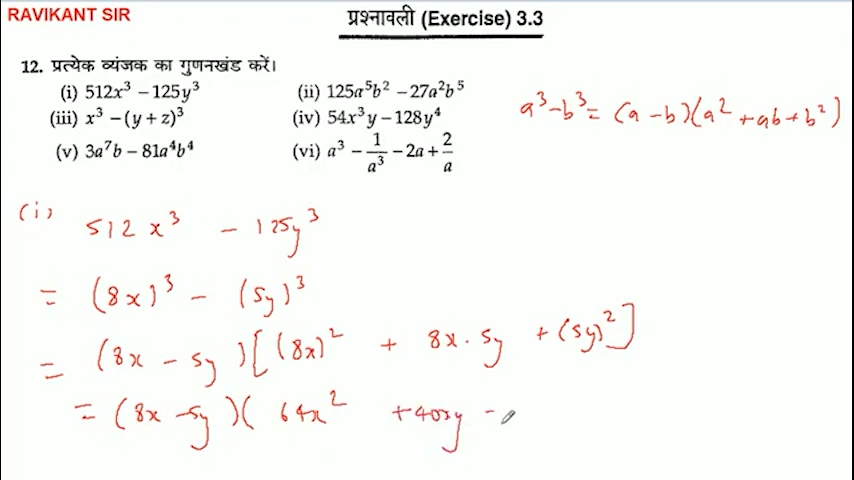 RAVIKANT SIR
प्रश्नावली (Exercise) 3.3
12. प्रत्येक व्यंजक का गुणनखंड करें।
(i) 512x³ – 125y³ (ii) 125a⁵b² – 27a²b⁵
(iii) x³ – (y + z)³ (iv) 54x³y – 128y⁴
(v) 3a⁷b – 81a⁴b⁴ (vi) a³ – 1/a³ – 2a + 2/a
a³ – b³ = (a – b)(a² + ab + b²)
(i) 512x³ – 125y³
= (8x)³ – (5y)³
= (8x – 5y)[(8x)² + 8x · 5y + (5y)²]
= (8x – 5y)(64x² + 40xy